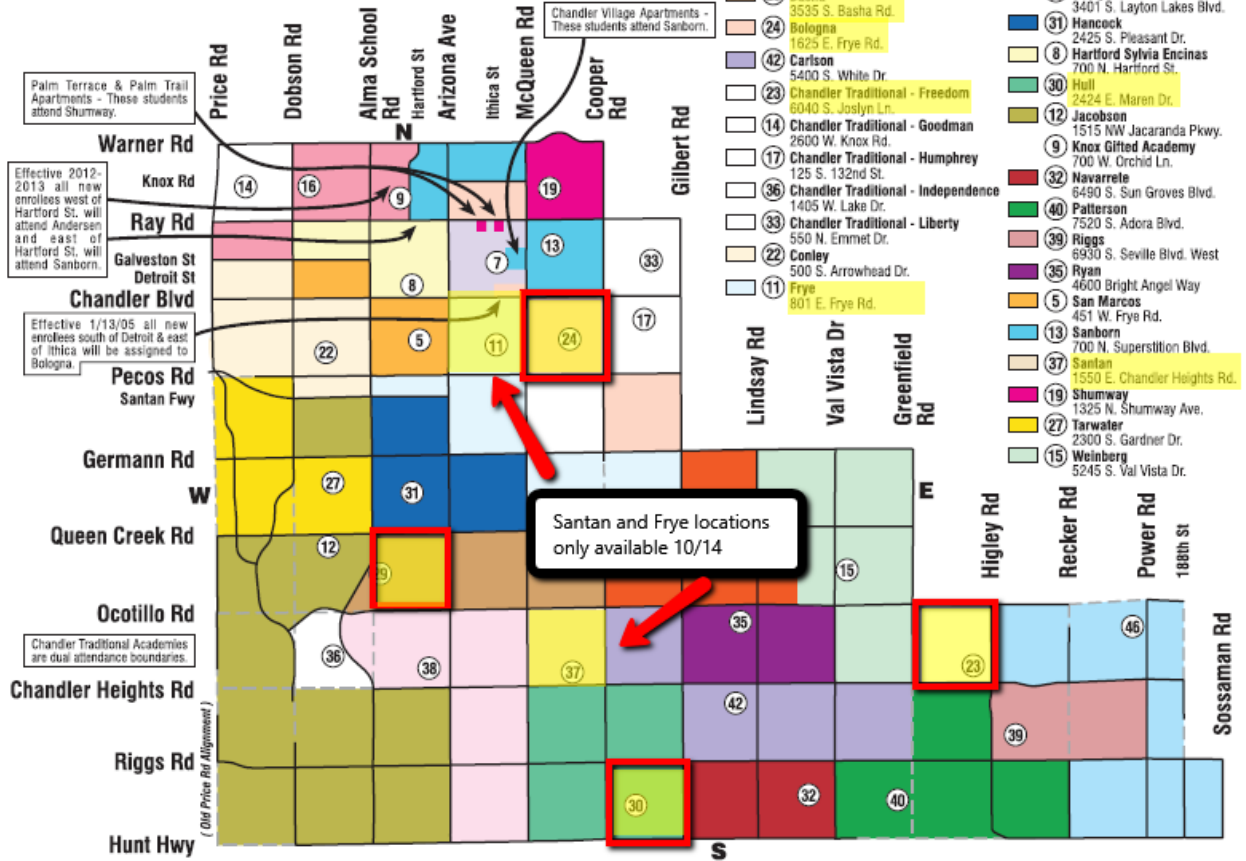 Chandler Village Apartments -
These students attend Sanborn.
Palm Terrace & Palm Trail
Apartments - These students
attend Shumway.
Effective 2012-
2013 all new
enrollees west of
Hartford St. will
attend Andersen
and east of
Hartford St. will
attend Sanborn.
Effective 1/13/05 all new
enrollees south of Detroit & east
of Ithica will be assigned to
Bologna.
Chandler Traditional Academies
are dual attendance boundaries.
Price Rd
Dobson Rd
Alma School
Rd
Hartford St
Arizona Ave
Ithica St
McQueen Rd
Cooper
Rd
Gilbert Rd
Lindsay Rd
Val Vista Dr
Greenfield
Rd
Higley Rd
Recker Rd
Power Rd
188th St
Sossaman Rd
N
W
E
S
Warner Rd
Knox Rd
Ray Rd
Galveston St
Detroit St
Chandler Blvd
Pecos Rd
Santan Fwy
Germann Rd
Queen Creek Rd
Ocotillo Rd
Chandler Heights Rd
Riggs Rd
Hunt Hwy
( Old Price Rd Alignment )
14
16
9
19
7
13
33
8
5
11
24
17
22
27
31
12
29
15
36
38
37
35
23
46
42
39
30
32
40
Santan and Frye locations
only available 10/14
3535 S. Basha Rd.
24 Bologna
1625 E. Frye Rd.
42 Carlson
5400 S. White Dr.
23 Chandler Traditional - Freedom
6040 S. Joslyn Ln.
14 Chandler Traditional - Goodman
2600 W. Knox Rd.
17 Chandler Traditional - Humphrey
125 S. 132nd St.
36 Chandler Traditional - Independence
1405 W. Lake Dr.
33 Chandler Traditional - Liberty
550 N. Emmet Dr.
22 Conley
500 S. Arrowhead Dr.
11 Frye
801 E. Frye Rd.
3401 S. Layton Lakes Blvd.
31 Hancock
2425 S. Pleasant Dr.
8 Hartford Sylvia Encinas
700 N. Hartford St.
30 Hull
2424 E. Maren Dr.
12 Jacobson
1515 NW Jacaranda Pkwy.
9 Knox Gifted Academy
700 W. Orchid Ln.
32 Navarrete
6490 S. Sun Groves Blvd.
40 Patterson
7520 S. Adora Blvd.
39 Riggs
6930 S. Seville Blvd. West
35 Ryan
4600 Bright Angel Way
5 San Marcos
451 W. Frye Rd.
13 Sanborn
700 N. Superstition Blvd.
37 Santan
1550 E. Chandler Heights Rd.
19 Shumway
1325 N. Shumway Ave.
27 Tarwater
2300 S. Gardner Dr.
15 Weinberg
5245 S. Val Vista Dr.